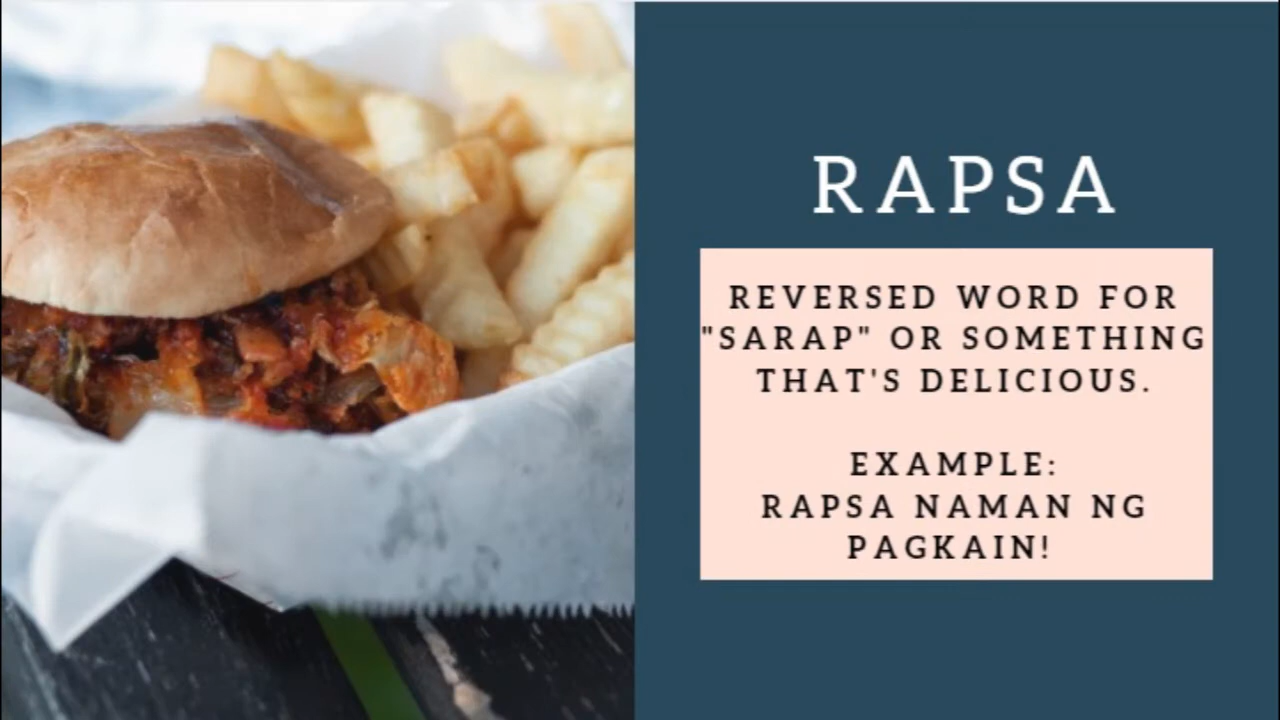 RAPSA
REVERSED WORD FOR
"SARAP" OR SOMETHING
THAT'S DELICIOUS.
EXAMPLE:
RAPSA NAMAN NG
PAGKAIN!